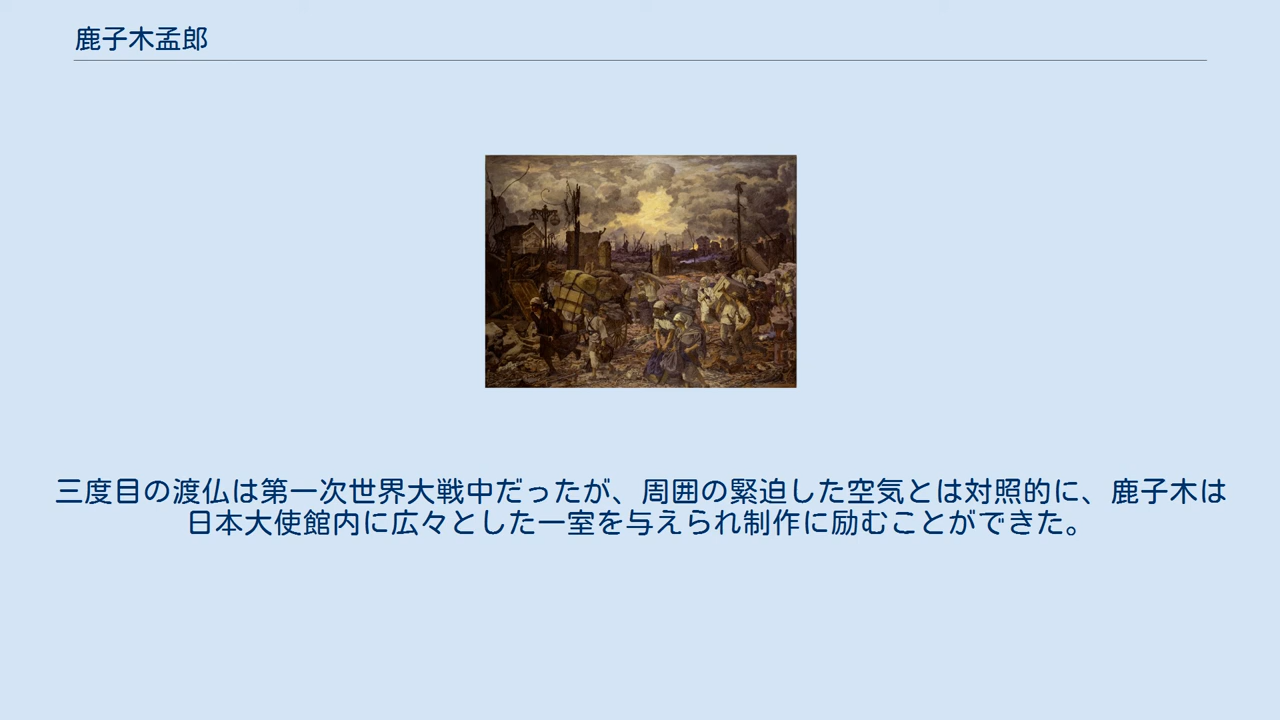 鹿子木孟郎
三度目の渡仏は第一次世界大戦中だったが、周囲の緊迫した空気とは対照的に、鹿子木は
日本大使館内に広々とした一室を与えられ制作に励むことができた。